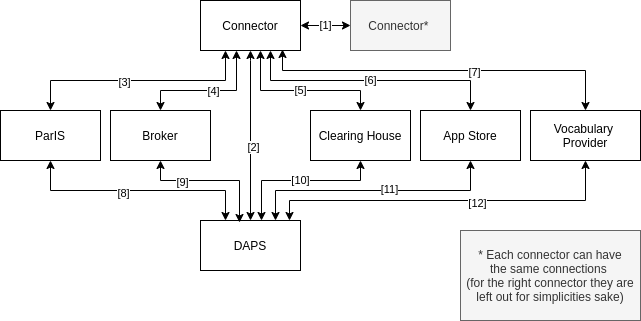 Connector
[1]
Connector*
[7]
[3]
[6]
[4]
[5]
ParIS
Broker
Clearing House
App Store
Vocabulary
Provider
[2]
[9]
[10]
[8]
[11]
[12]
DAPS
* Each connector can have
the same connections
(for the right connector they are
left out for simplicities sake)